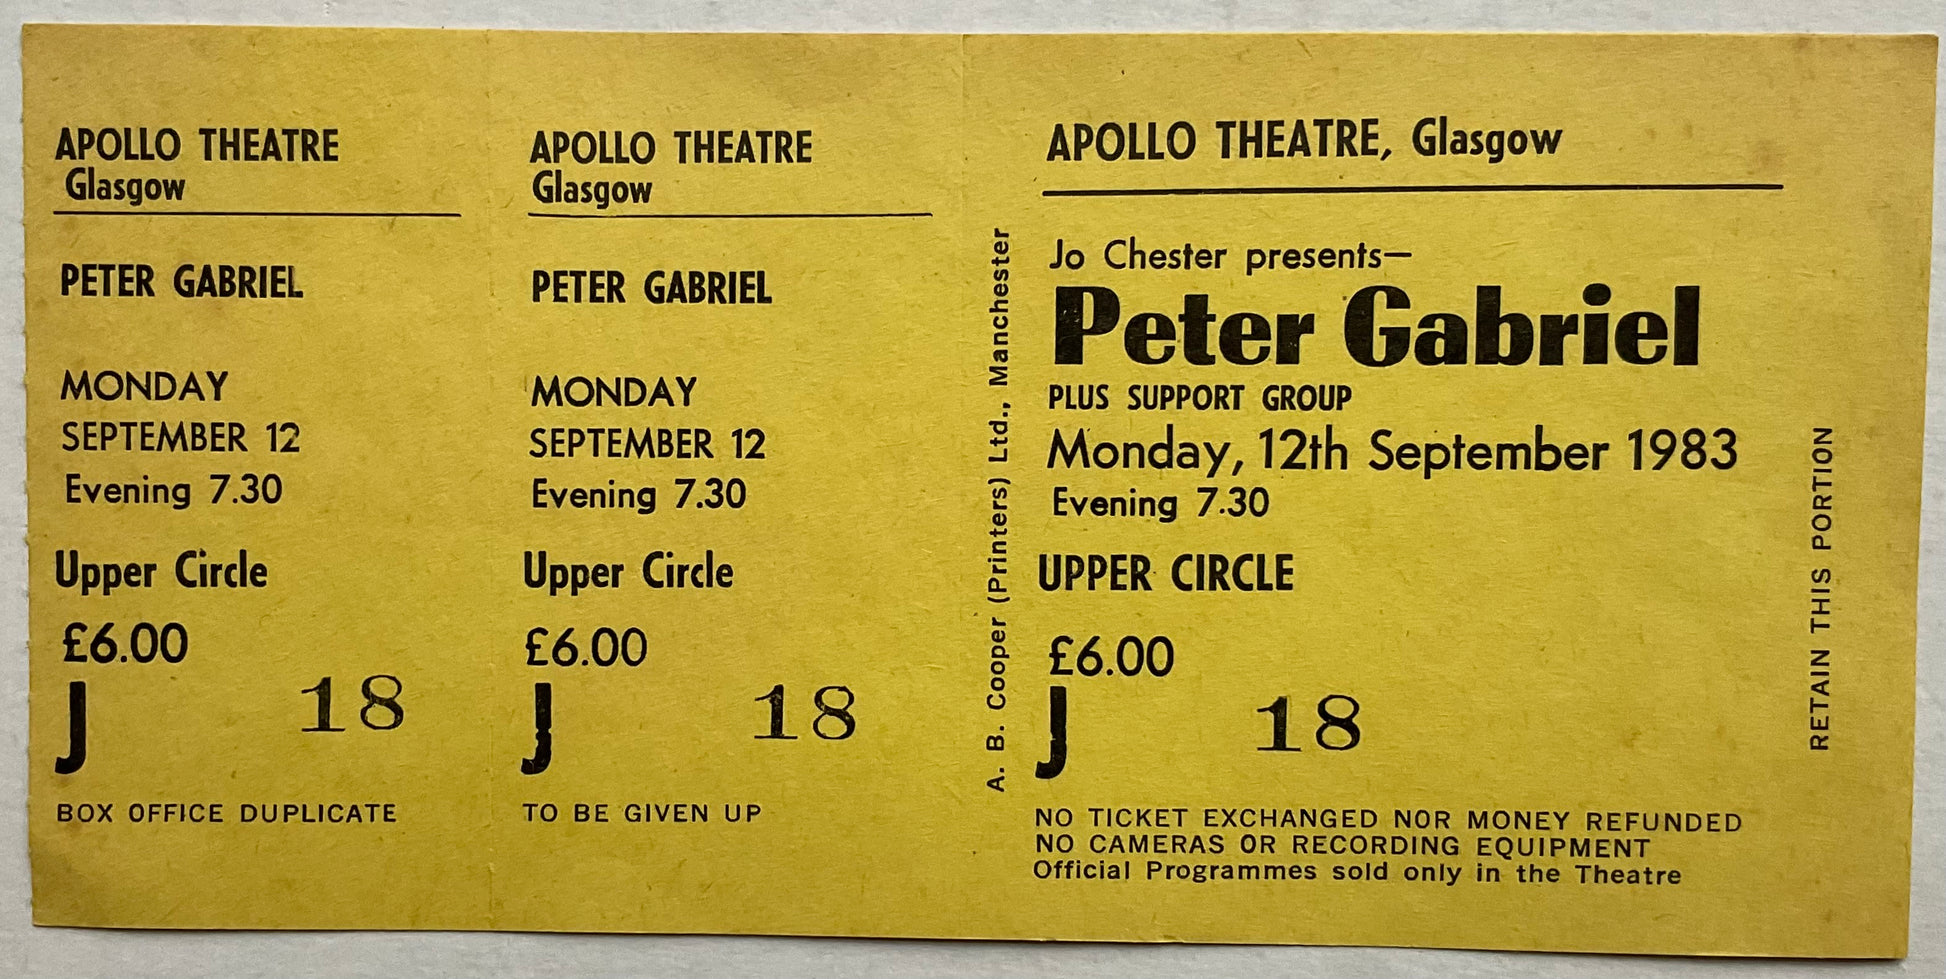 APOLLO THEATRE
Glasgow
PETER GABRIEL
MONDAY
SEPTEMBER 12
Evening 7.30
Upper Circle
£6.00
J 18
BOX OFFICE DUPLICATE
APOLLO THEATRE
Glasgow
PETER GABRIEL
MONDAY
SEPTEMBER 12
Evening 7.30
Upper Circle
£6.00
J 18
TO BE GIVEN UP
A. B. Cooper (Printers) Ltd., Manchester
APOLLO THEATRE, Glasgow
Jo Chester presents—
Peter Gabriel
PLUS SUPPORT GROUP
Monday, 12th September 1983
Evening 7.30
UPPER CIRCLE
£6.00
J 18
NO TICKET EXCHANGED NOR MONEY REFUNDED
NO CAMERAS OR RECORDING EQUIPMENT
Official Programmes sold only in the Theatre
RETAIN THIS PORTION